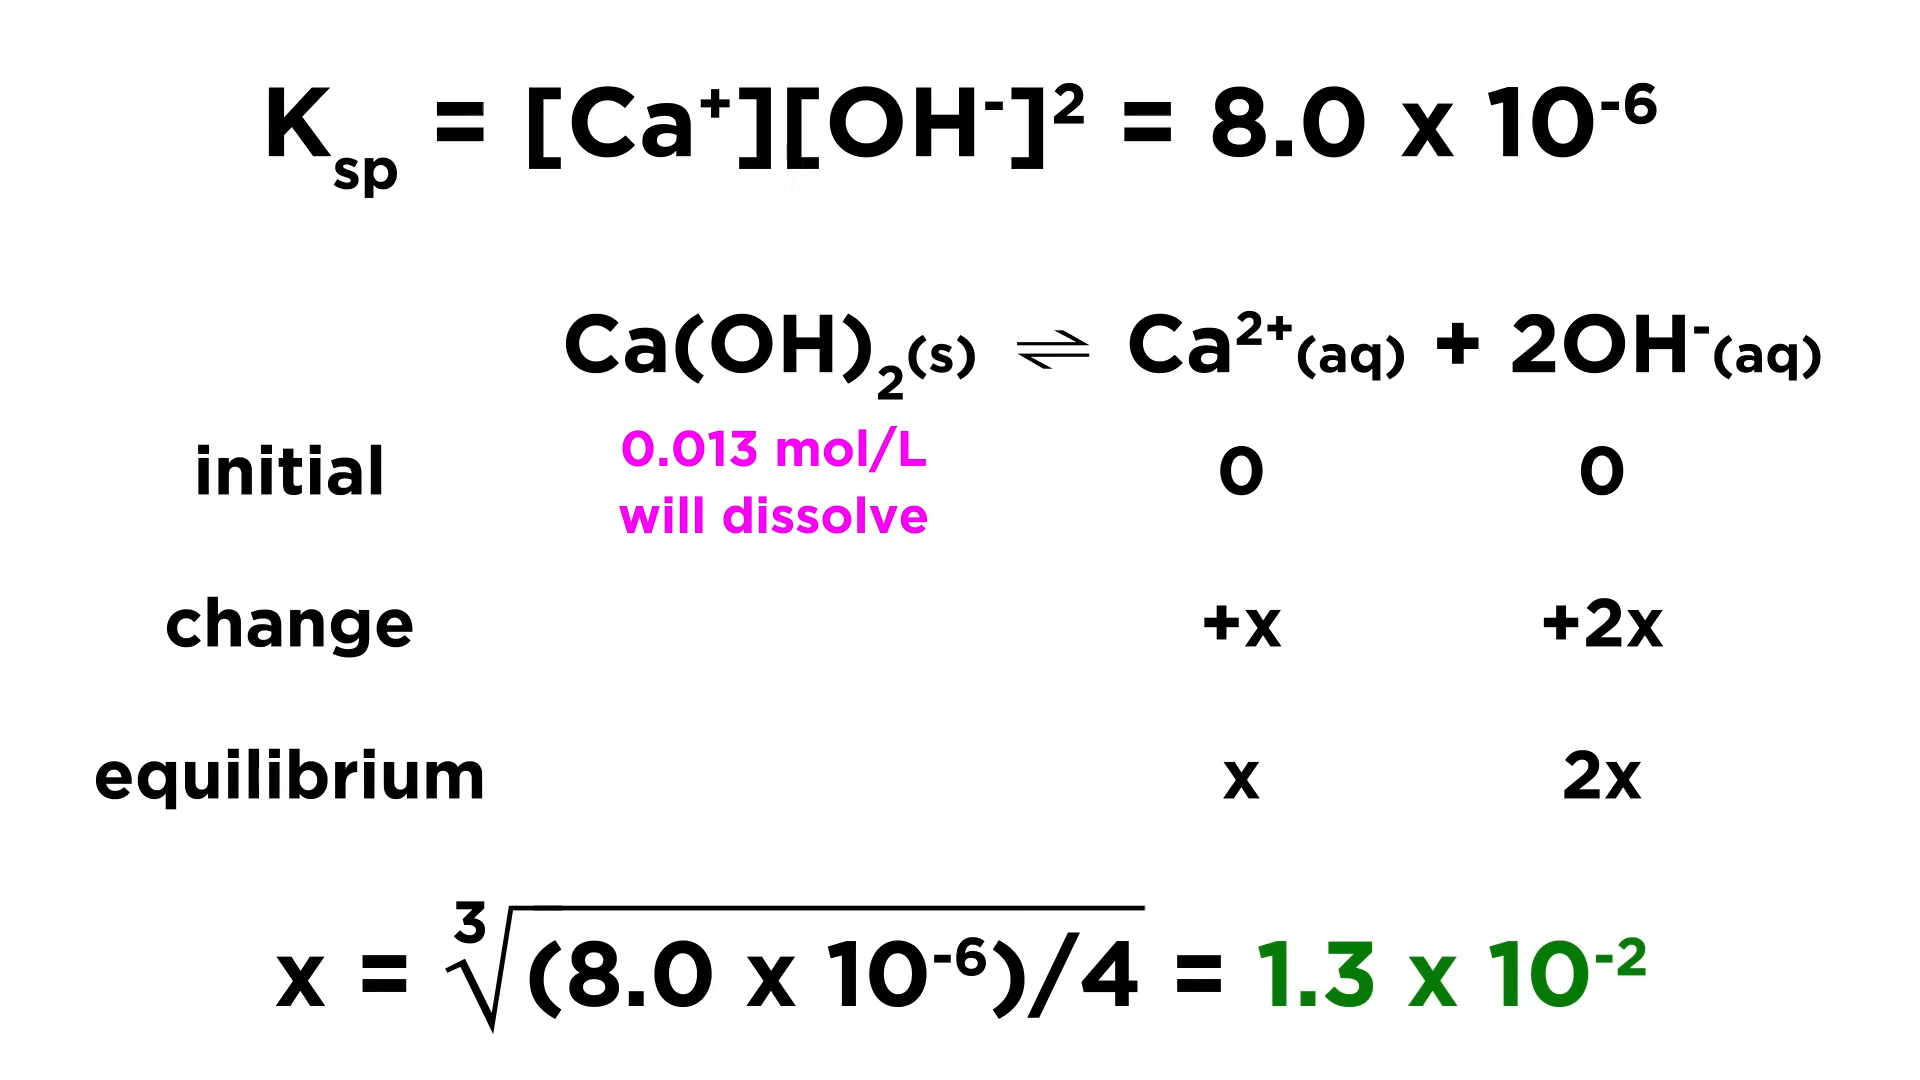 Ksp = [Ca⁺][OH⁻]² = 8.0 x 10⁻⁶
Ca(OH)₂(s) ⇌ Ca²⁺(aq) + 2OH⁻(aq)
initial 0.013 mol/L 0 0
will dissolve
change +x +2x
equilibrium x 2x
x = ³√(8.0 x 10⁻⁶)/4 = 1.3 x 10⁻²